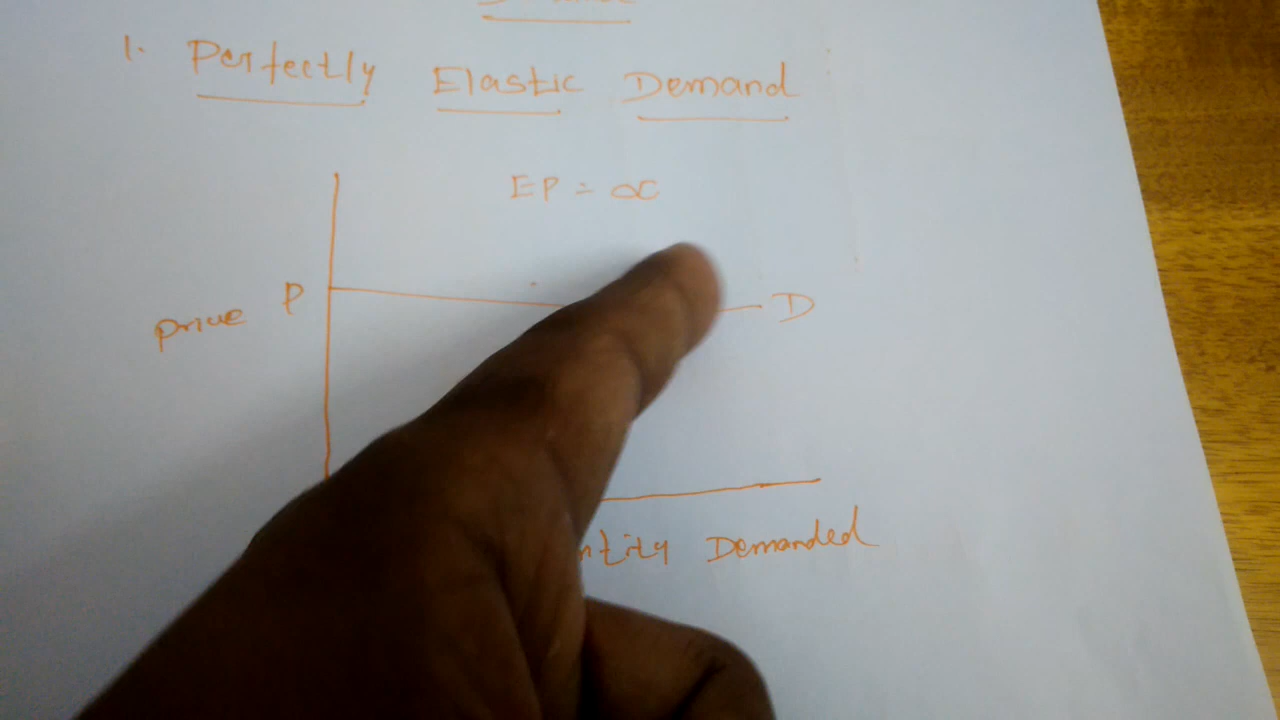 1. Perfectly Elastic Demand
EP = ∝
P
Price
D
ntity Demanded